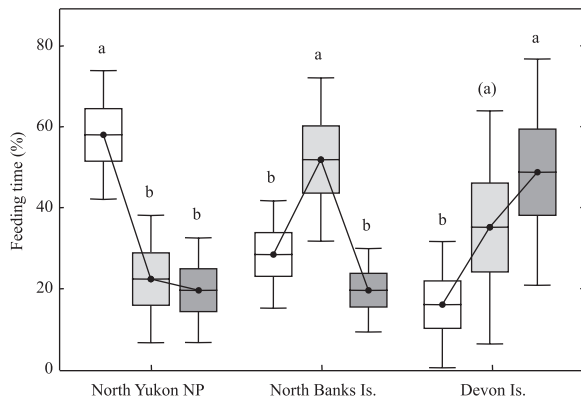 Feeding time (%)
80
60
40
20
0
a
b
b
b
a
b
b
(a)
a
North Yukon NP
North Banks Is.
Devon Is.